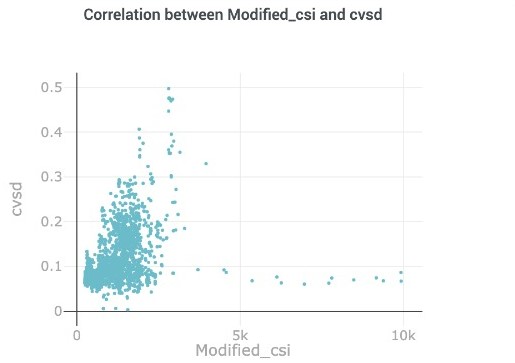 Correlation between Modified_csi and cvsd
0.5
0.4
0.3
0.2
0.1
0
cvsd
0
5k
10k
Modified_csi